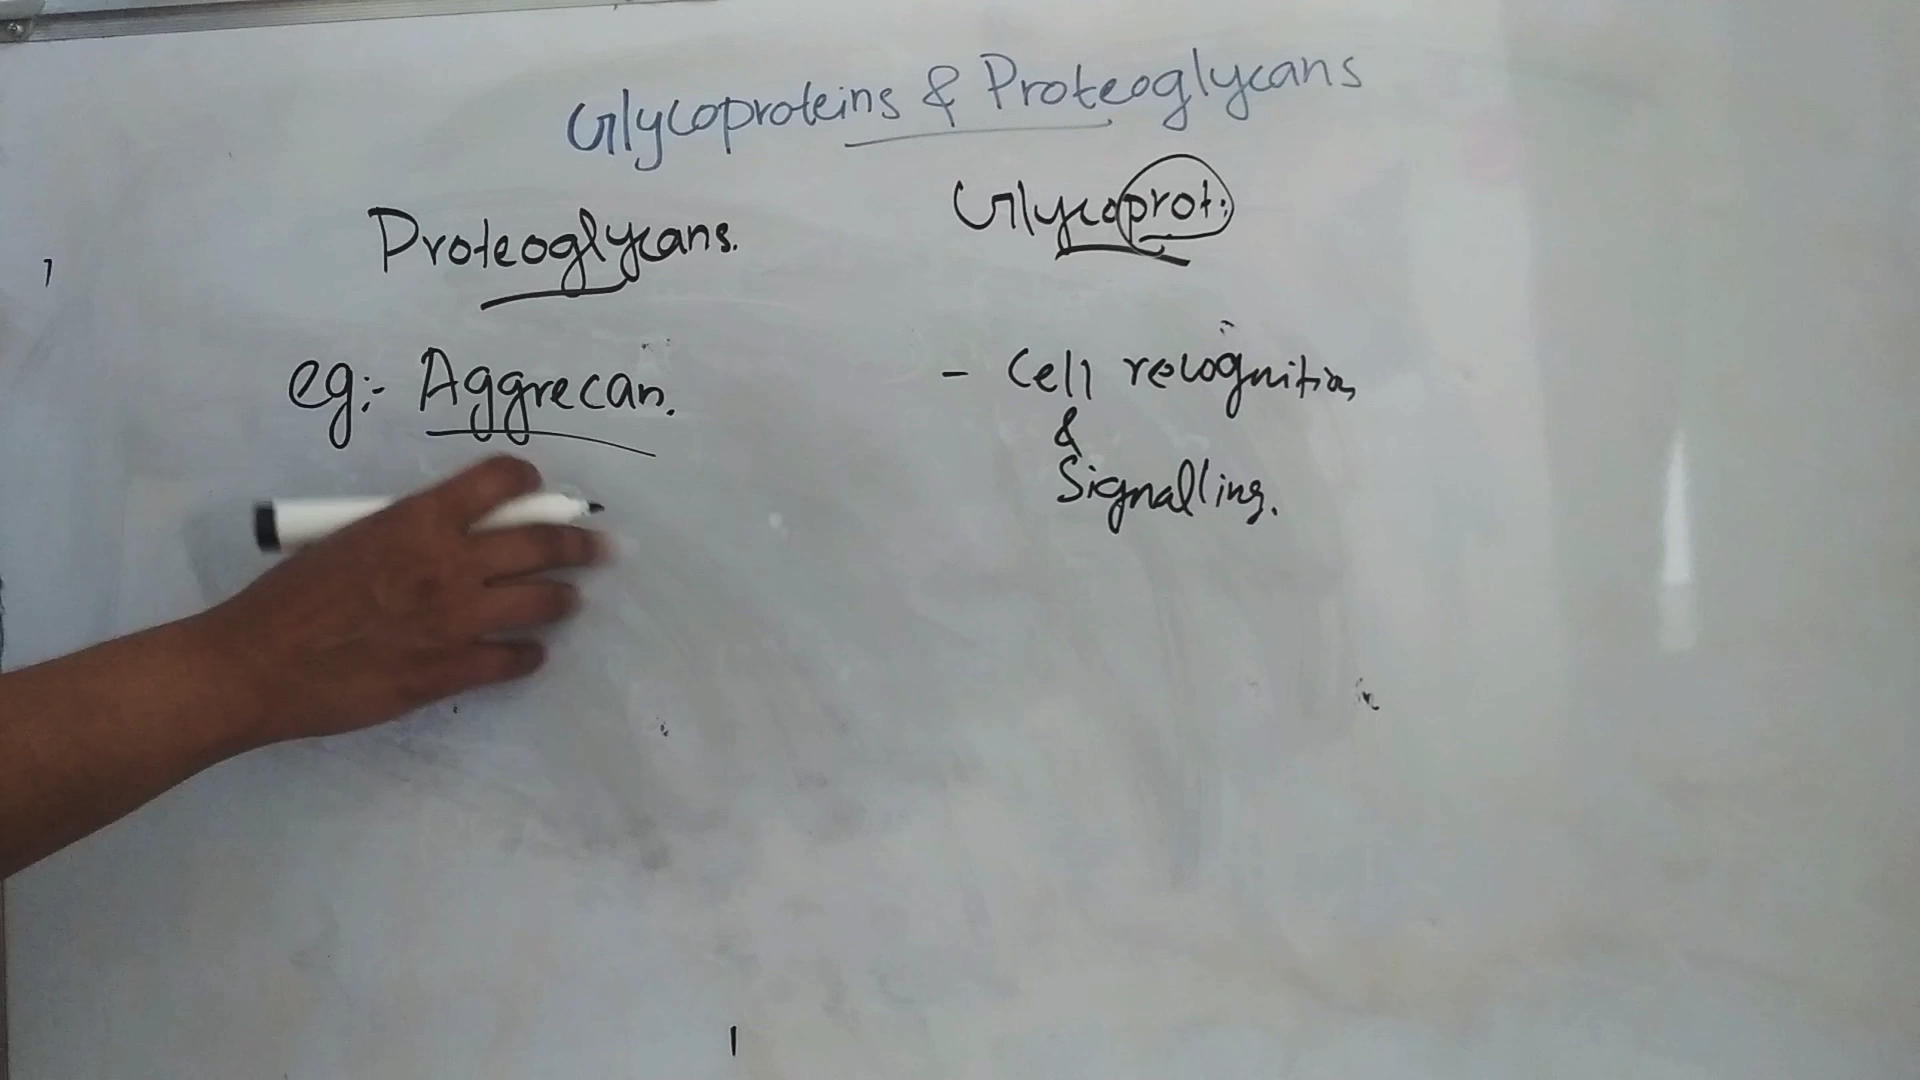 Glycoproteins & Proteoglycans
Proteoglycans.
eg:- Aggrecan.
Glycoprot.
- Cell recognition
&
Signalling.